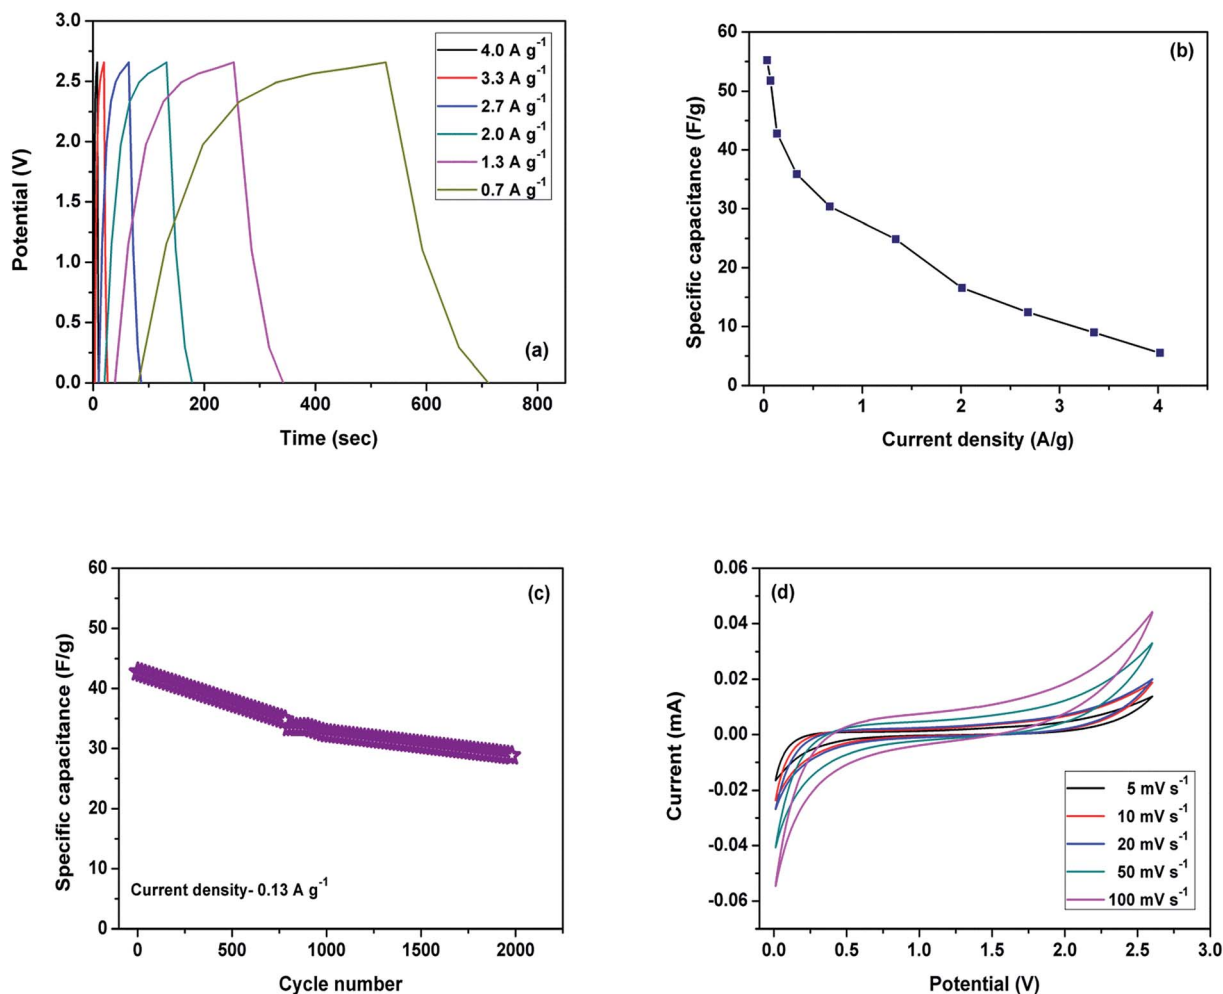 3.0
2.5
2.0
1.5
1.0
0.5
0.0
Potential (V)
4.0 A g⁻¹
3.3 A g⁻¹
2.7 A g⁻¹
2.0 A g⁻¹
1.3 A g⁻¹
0.7 A g⁻¹
(a)
0 200 400 600 800
Time (sec)
60
50
40
30
20
10
0
Specific capacitance (F/g)
(b)
0 1 2 3 4
Current density (A/g)
60
50
40
30
20
10
0
Specific capacitance (F/g)
(c)
Current density- 0.13 A g⁻¹
0 500 1000 1500 2000
Cycle number
0.06
0.04
0.02
0.00
-0.02
-0.04
-0.06
Current (mA)
(d)
5 mV s⁻¹
10 mV s⁻¹
20 mV s⁻¹
50 mV s⁻¹
100 mV s⁻¹
0.0 0.5 1.0 1.5 2.0 2.5 3.0
Potential (V)